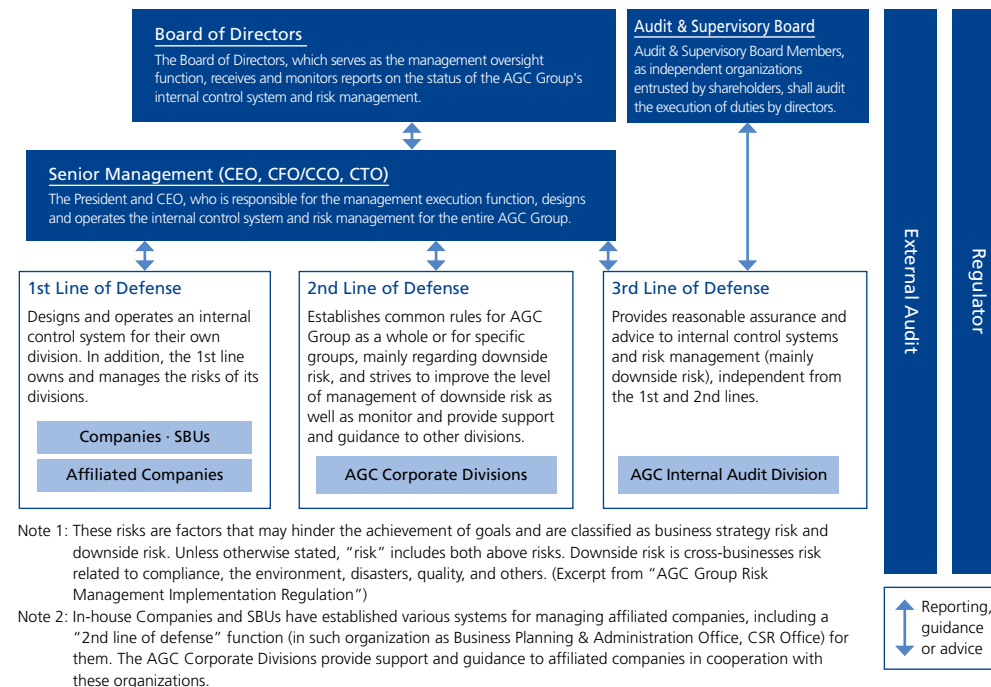 Board of Directors
The Board of Directors, which serves as the management oversight
function, receives and monitors reports on the status of the AGC Group's
internal control system and risk management.
Audit & Supervisory Board
Audit & Supervisory Board Members,
as independent organizations
entrusted by shareholders, shall audit
the execution of duties by directors.
Senior Management (CEO, CFO/CCO, CTO)
The President and CEO, who is responsible for the management execution function, designs
and operates the internal control system and risk management for the entire AGC Group.
1st Line of Defense
Designs and operates an internal
control system for their own
division. In addition, the 1st line
owns and manages the risks of its
divisions.
Companies · SBUs
Affiliated Companies
2nd Line of Defense
Establishes common rules for AGC
Group as a whole or for specific
groups, mainly regarding downside
risk, and strives to improve the level
of management of downside risk as
well as monitor and provide support
and guidance to other divisions.
AGC Corporate Divisions
3rd Line of Defense
Provides reasonable assurance and
advice to internal control systems
and risk management (mainly
downside risk), independent from
the 1st and 2nd lines.
AGC Internal Audit Division
External Audit
Regulator
Note 1: These risks are factors that may hinder the achievement of goals and are classified as business strategy risk and
downside risk. Unless otherwise stated, “risk” includes both above risks. Downside risk is cross-businesses risk
related to compliance, the environment, disasters, quality, and others. (Excerpt from “AGC Group Risk
Management Implementation Regulation”)
Note 2: In-house Companies and SBUs have established various systems for managing affiliated companies, including a
“2nd line of defense” function (in such organization as Business Planning & Administration Office, CSR Office) for
them. The AGC Corporate Divisions provide support and guidance to affiliated companies in cooperation with
these organizations.
Reporting,
guidance
or advice